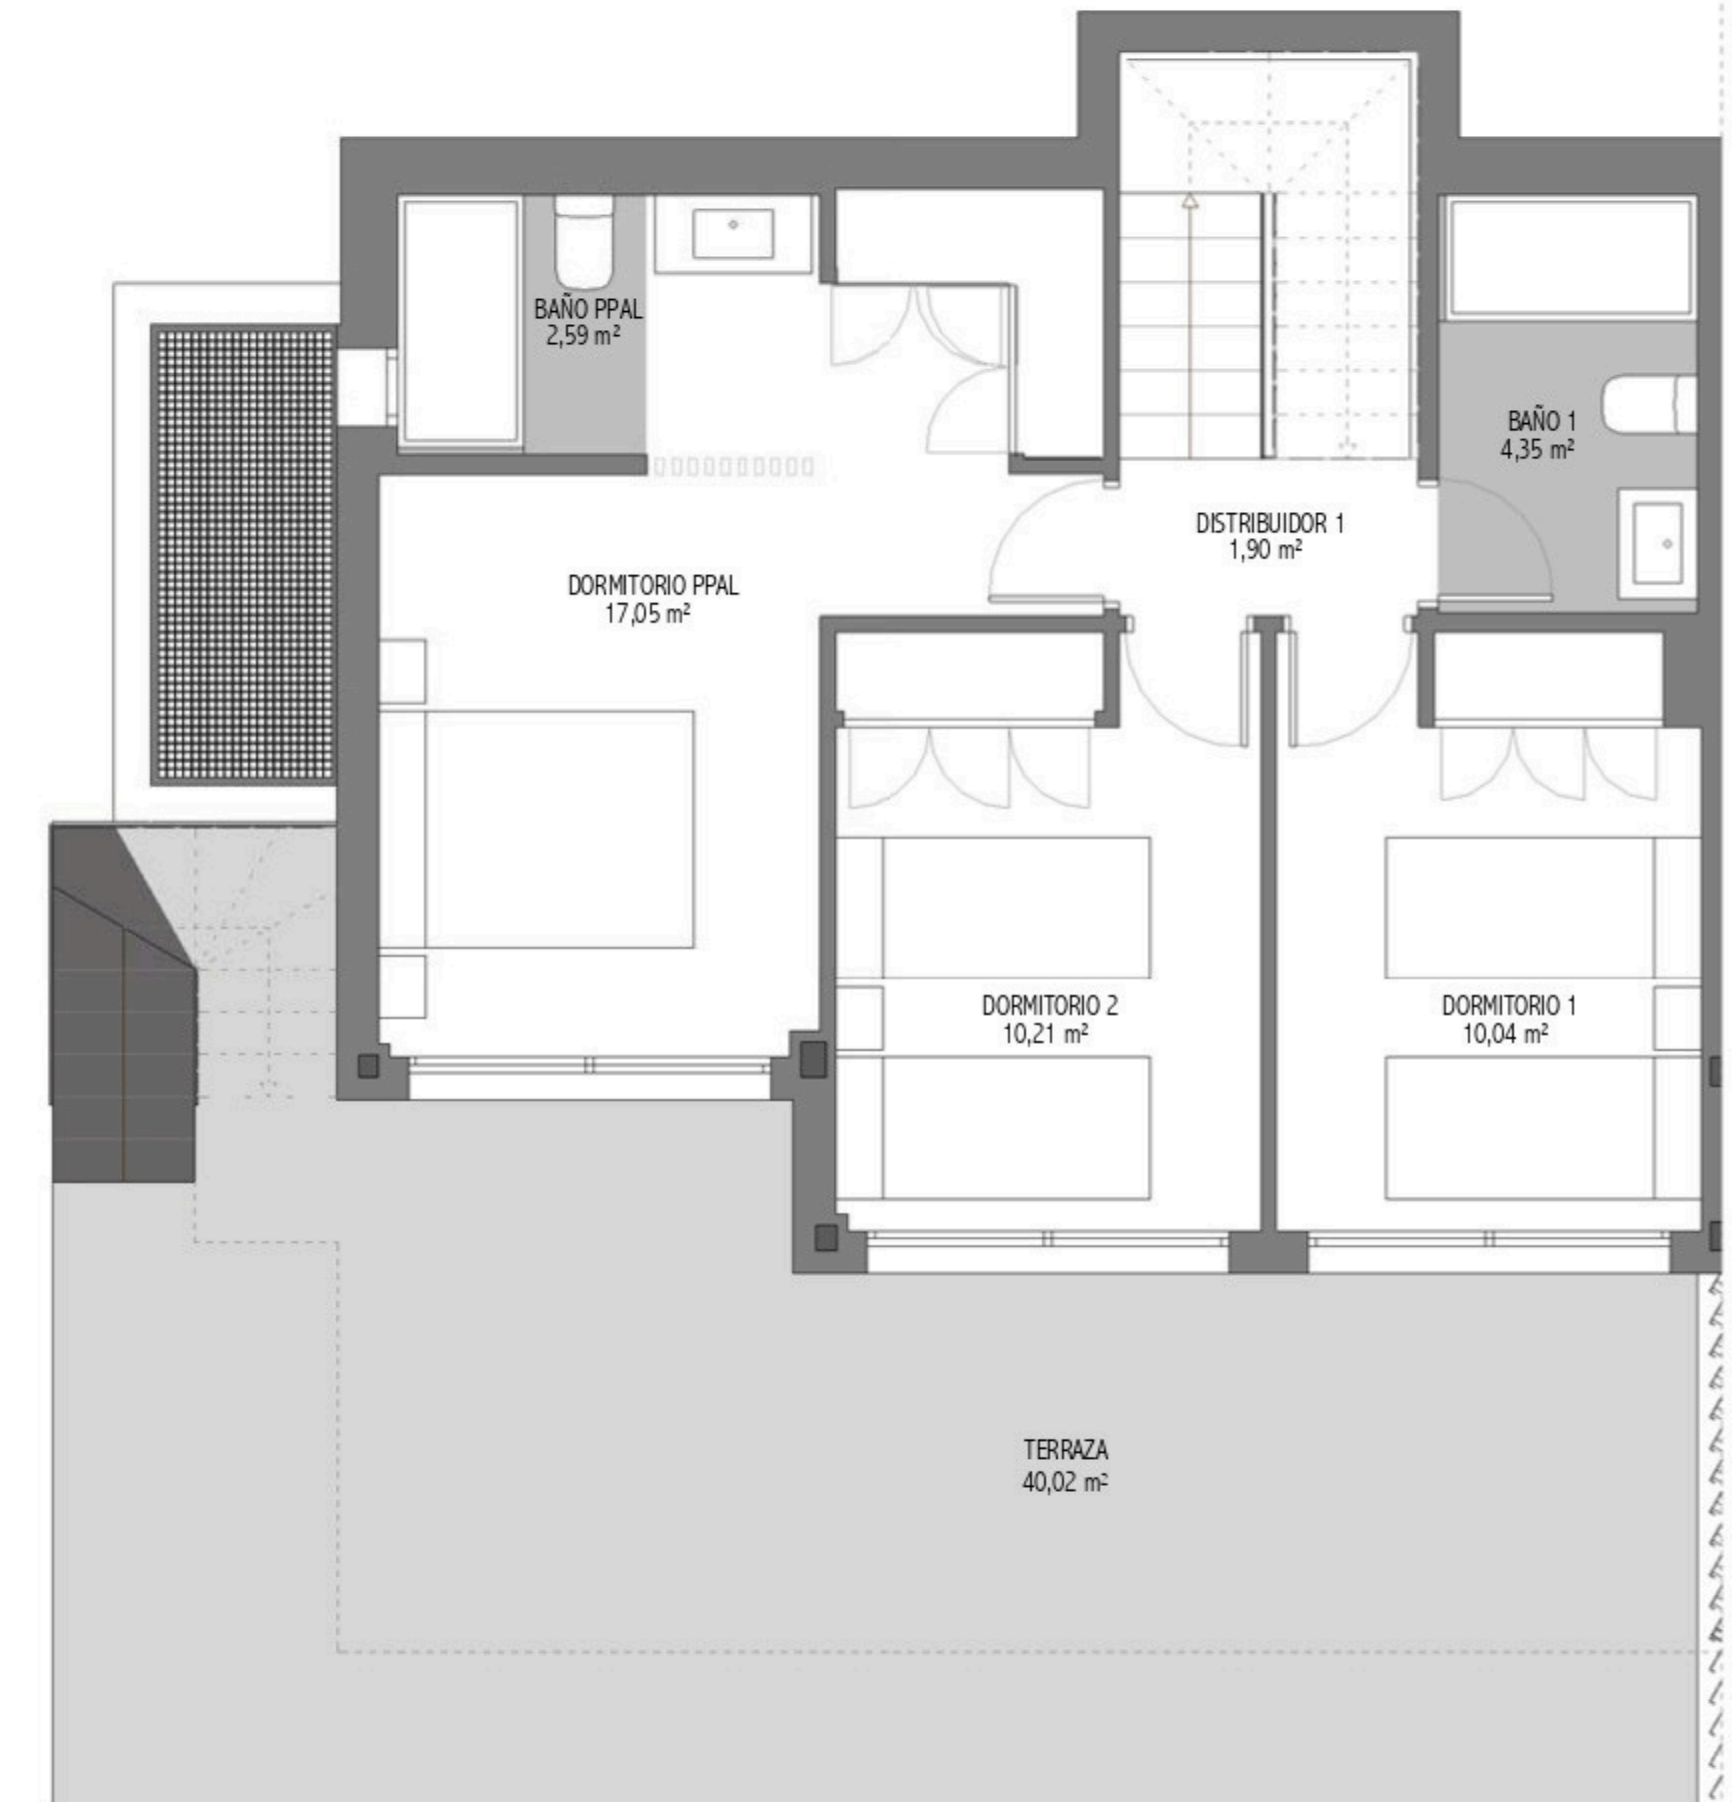 BAÑO PPAL
2,59 m²
BAÑO 1
4,35 m²
DISTRIBUIDOR 1
1,90 m²
DORMITORIO PPAL
17,05 m²
DORMITORIO 2
10,21 m²
DORMITORIO 1
10,04 m²
TERRAZA
40,02 m²